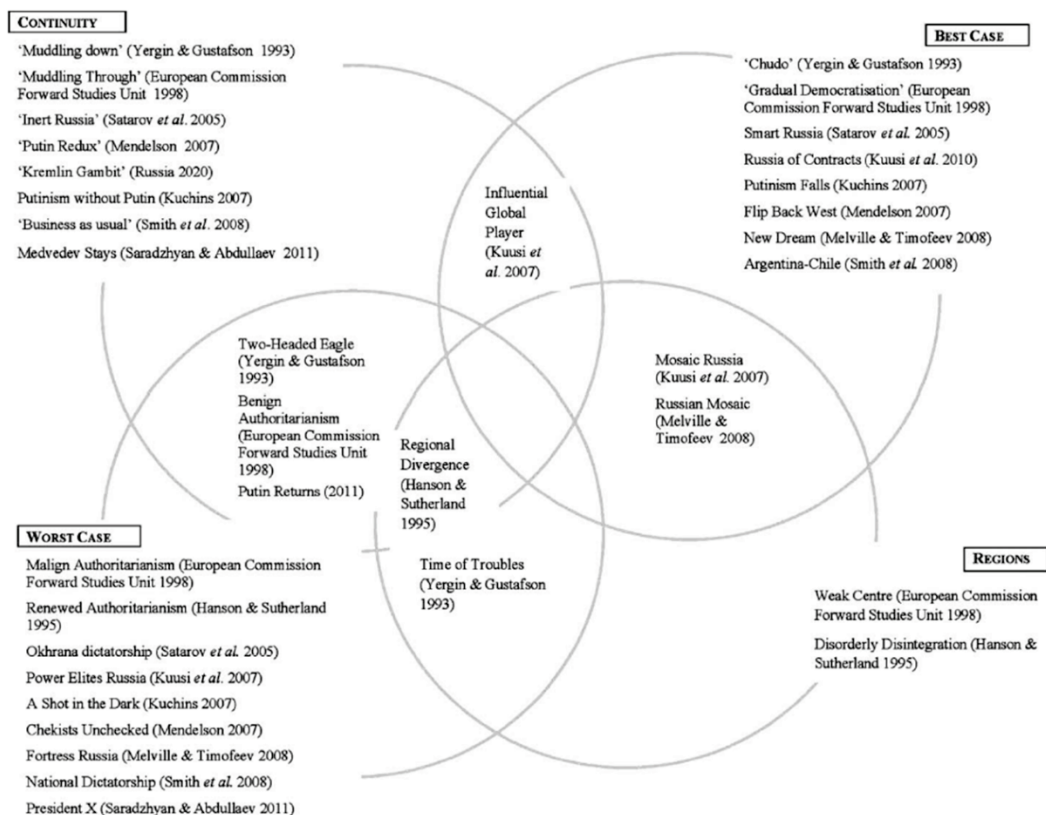 CONTINUITY
'Muddling down' (Yergin & Gustafson 1993)
'Muddling Through' (European Commission
Forward Studies Unit 1998)
'Inert Russia' (Satarov et al. 2005)
'Putin Redux' (Mendelson 2007)
'Kremlin Gambit' (Russia 2020)
Putinism without Putin (Kuchins 2007)
'Business as usual' (Smith et al. 2008)
Medvedev Stays (Saradzhyan & Abdullaev 2011)
BEST CASE
'Chudo' (Yergin & Gustafson 1993)
'Gradual Democratisation' (European
Commission Forward Studies Unit 1998)
Smart Russia (Satarov et al. 2005)
Russia of Contracts (Kuusi et al. 2010)
Putinism Falls (Kuchins 2007)
Flip Back West (Mendelson 2007)
New Dream (Melville & Timofeev 2008)
Argentina-Chile (Smith et al. 2008)
Influential
Global
Player
(Kuusi et
al. 2007)
Two-Headed Eagle
(Yergin & Gustafson
1993)
Benign
Authoritarianism
(European Commission
Forward Studies Unit
1998)
Putin Returns (2011)
Regional
Divergence
(Hanson &
Sutherland
1995)
Mosaic Russia
(Kuusi et al. 2007)
Russian Mosaic
(Melville &
Timofeev 2008)
Time of Troubles
(Yergin & Gustafson
1993)
WORST CASE
Malign Authoritarianism (European Commission
Forward Studies Unit 1998)
Renewed Authoritarianism (Hanson & Sutherland
1995)
Okhrana dictatorship (Satarov et al. 2005)
Power Elites Russia (Kuusi et al. 2007)
A Shot in the Dark (Kuchins 2007)
Chekists Unchecked (Mendelson 2007)
Fortress Russia (Melville & Timofeev 2008)
National Dictatorship (Smith et al. 2008)
President X (Saradzhyan & Abdullaev 2011)
REGIONS
Weak Centre (European Commission
Forward Studies Unit 1998)
Disorderly Disintegration (Hanson &
Sutherland 1995)